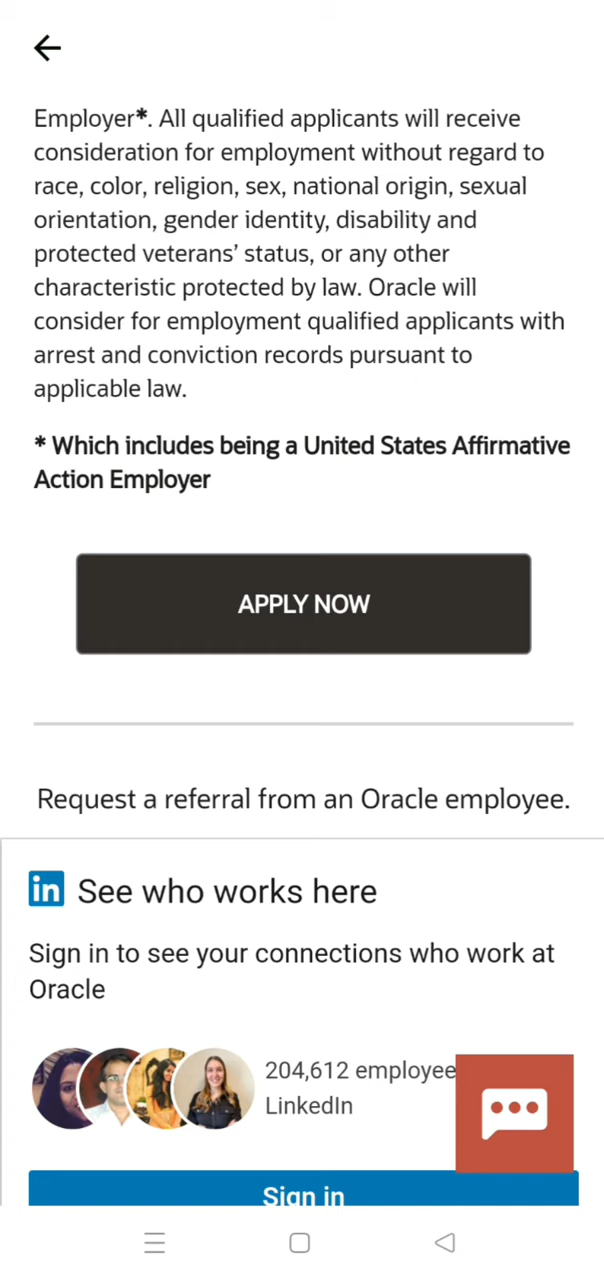 Employer*. All qualified applicants will receive
consideration for employment without regard to
race, color, religion, sex, national origin, sexual
orientation, gender identity, disability and
protected veterans’ status, or any other
characteristic protected by law. Oracle will
consider for employment qualified applicants with
arrest and conviction records pursuant to
applicable law.
* Which includes being a United States Affirmative
Action Employer
APPLY NOW
Request a referral from an Oracle employee.
in See who works here
Sign in to see your connections who work at
Oracle
204,612 employee
LinkedIn
Sign in